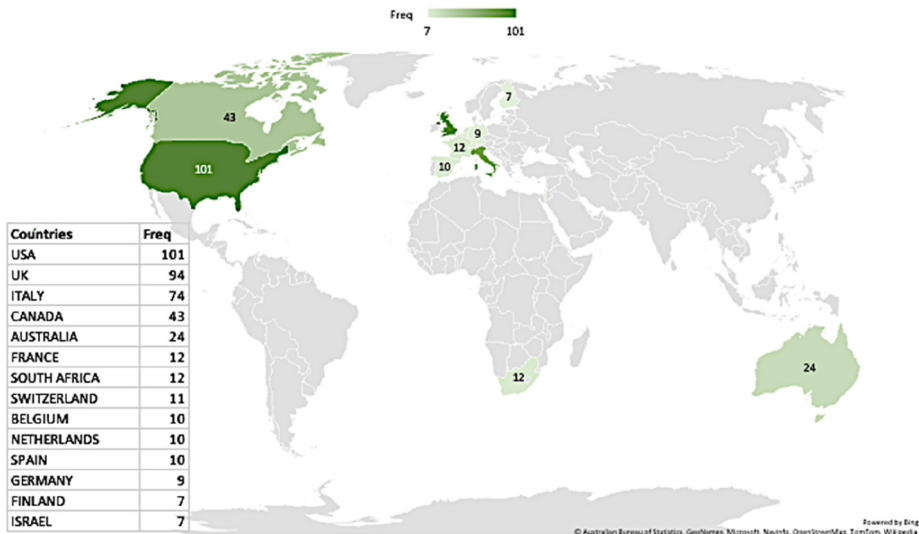 Freq
7 101
43
101
7
9
12
10
12
24
Countries Freq
USA 101
UK 94
ITALY 74
CANADA 43
AUSTRALIA 24
FRANCE 12
SOUTH AFRICA 12
SWITZERLAND 11
BELGIUM 10
NETHERLANDS 10
SPAIN 10
GERMANY 9
FINLAND 7
ISRAEL 7
Powered by Bing
© Australian Bureau of Statistics, GeoNames, Microsoft, Navinfo, OpenStreetMap, TomTom, Wikipedia